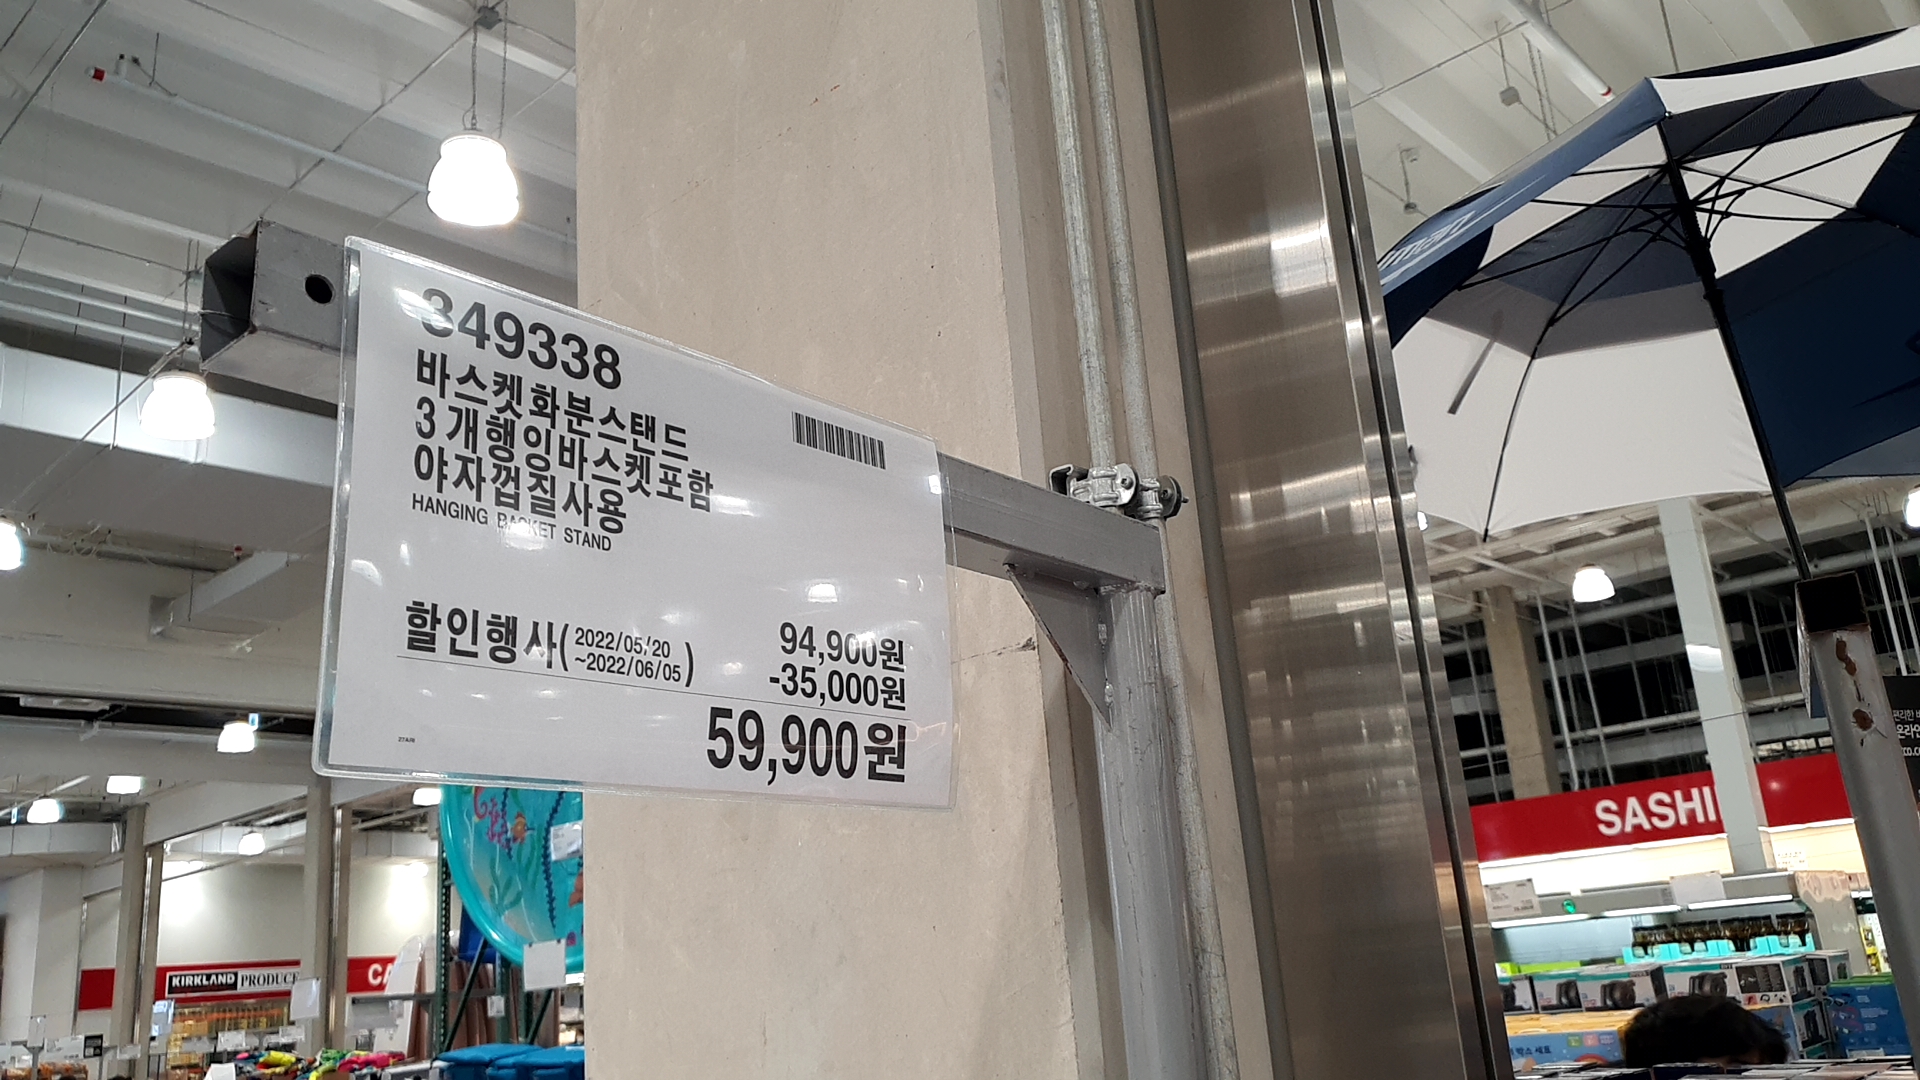 349338
바스켓화분스탠드
3개행잉바스켓포함
야자껍질사용
HANGING BASKET STAND
할인행사(2022/05/20
~2022/06/05)
94,900원
-35,000원
59,900원
SASHI
KIRKLAND PRODUCE
CA